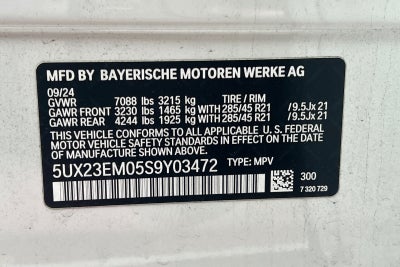 MFD BY BAYERISCHE MOTOREN WERKE AG
09/24
GVWR 7088 lbs 3215 kg TIRE / RIM
GAWR FRONT 3230 lbs 1465 kg with 285/45 R21 /9.5Jx 21
GAWR REAR 4244 lbs 1925 kg with 285/45 R21 /9.5Jx 21
THIS VEHICLE CONFORMS TO ALL APPLICABLE U.S. FEDERAL
MOTOR VEHICLE SAFETY STANDARDS IN EFFECT ON THE
DATE OF MANUFACTURE SHOWN ABOVE.
5UX23EM05S9Y03472 TYPE: MPV
300
7 320 729